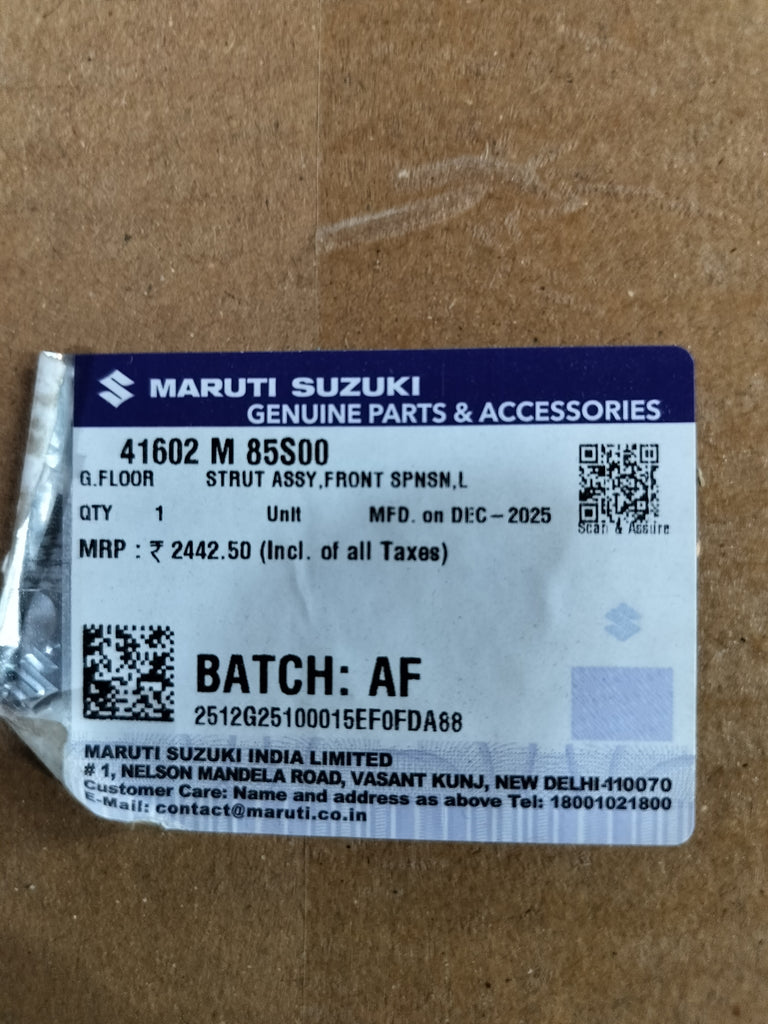 MARUTI SUZUKI
GENUINE PARTS & ACCESSORIES
41602 M 85S00
G.FLOOR STRUT ASSY,FRONT SPNSN,L
QTY 1 Unit MFD. on DEC-2025
Scan & Assure
MRP : ₹ 2442.50 (Incl. of all Taxes)
BATCH: AF
2512G25100015EF0FDA88
MARUTI SUZUKI INDIA LIMITED
# 1, NELSON MANDELA ROAD, VASANT KUNJ, NEW DELHI-110070
Customer Care: Name and address as above Tel: 18001021800
E-Mail: contact@maruti.co.in